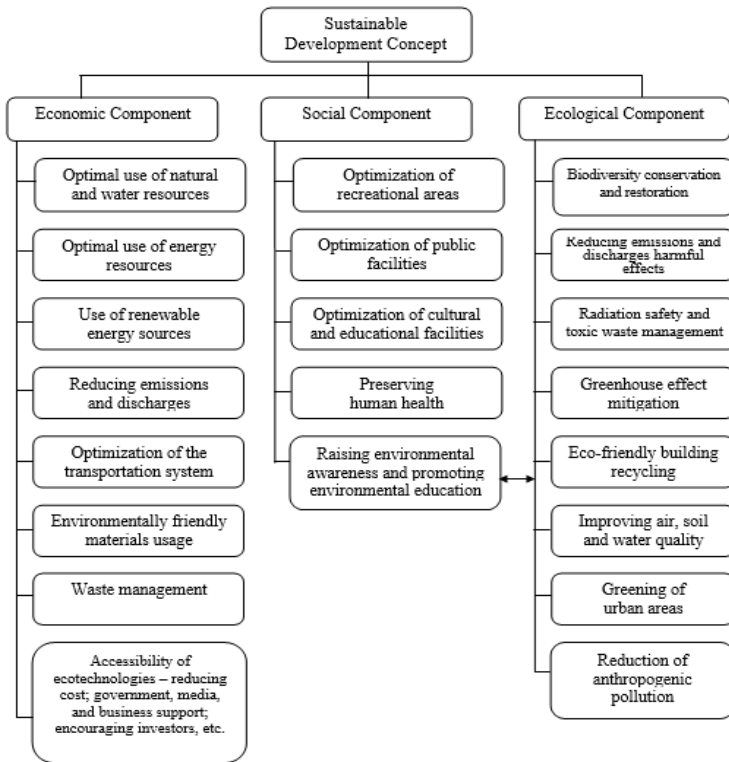 Sustainable
Development Concept
Economic Component
Social Component
Ecological Component
Optimal use of natural
and water resources
Optimal use of energy
resources
Use of renewable
energy sources
Reducing emissions
and discharges
Optimization of the
transportation system
Environmentally friendly
materials usage
Waste management
Accessibility of
ecotechnologies – reducing
cost; government, media,
and business support;
encouraging investors, etc.
Optimization of
recreational areas
Optimization of public
facilities
Optimization of cultural
and educational facilities
Preserving
human health
Raising environmental
awareness and promoting
environmental education
Biodiversity conservation
and restoration
Reducing emissions and
discharges harmful
effects
Radiation safety and
toxic waste management
Greenhouse effect
mitigation
Eco-friendly building
recycling
Improving air, soil
and water quality
Greening of
urban areas
Reduction of
anthropogenic
pollution